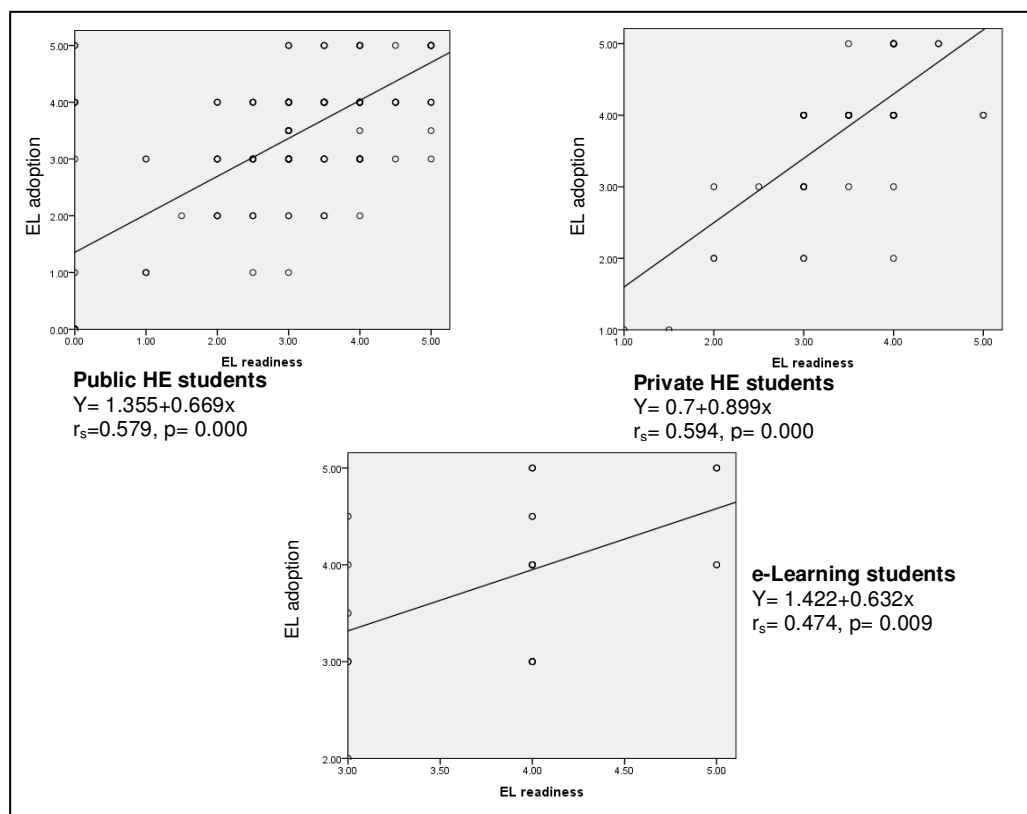 5.00
4.00
3.00
2.00
1.00
0.00
EL adoption
0.00 1.00 2.00 3.00 4.00 5.00
EL readiness
Public HE students
Y= 1.355+0.669x
rs=0.579, p= 0.000
5.00
4.00
3.00
2.00
1.00
EL adoption
1.00 2.00 3.00 4.00 5.00
EL readiness
Private HE students
Y= 0.7+0.899x
rs= 0.594, p= 0.000
5.00
4.00
3.00
2.00
EL adoption
3.00 3.50 4.00 4.50 5.00
EL readiness
e-Learning students
Y= 1.422+0.632x
rs= 0.474, p= 0.009